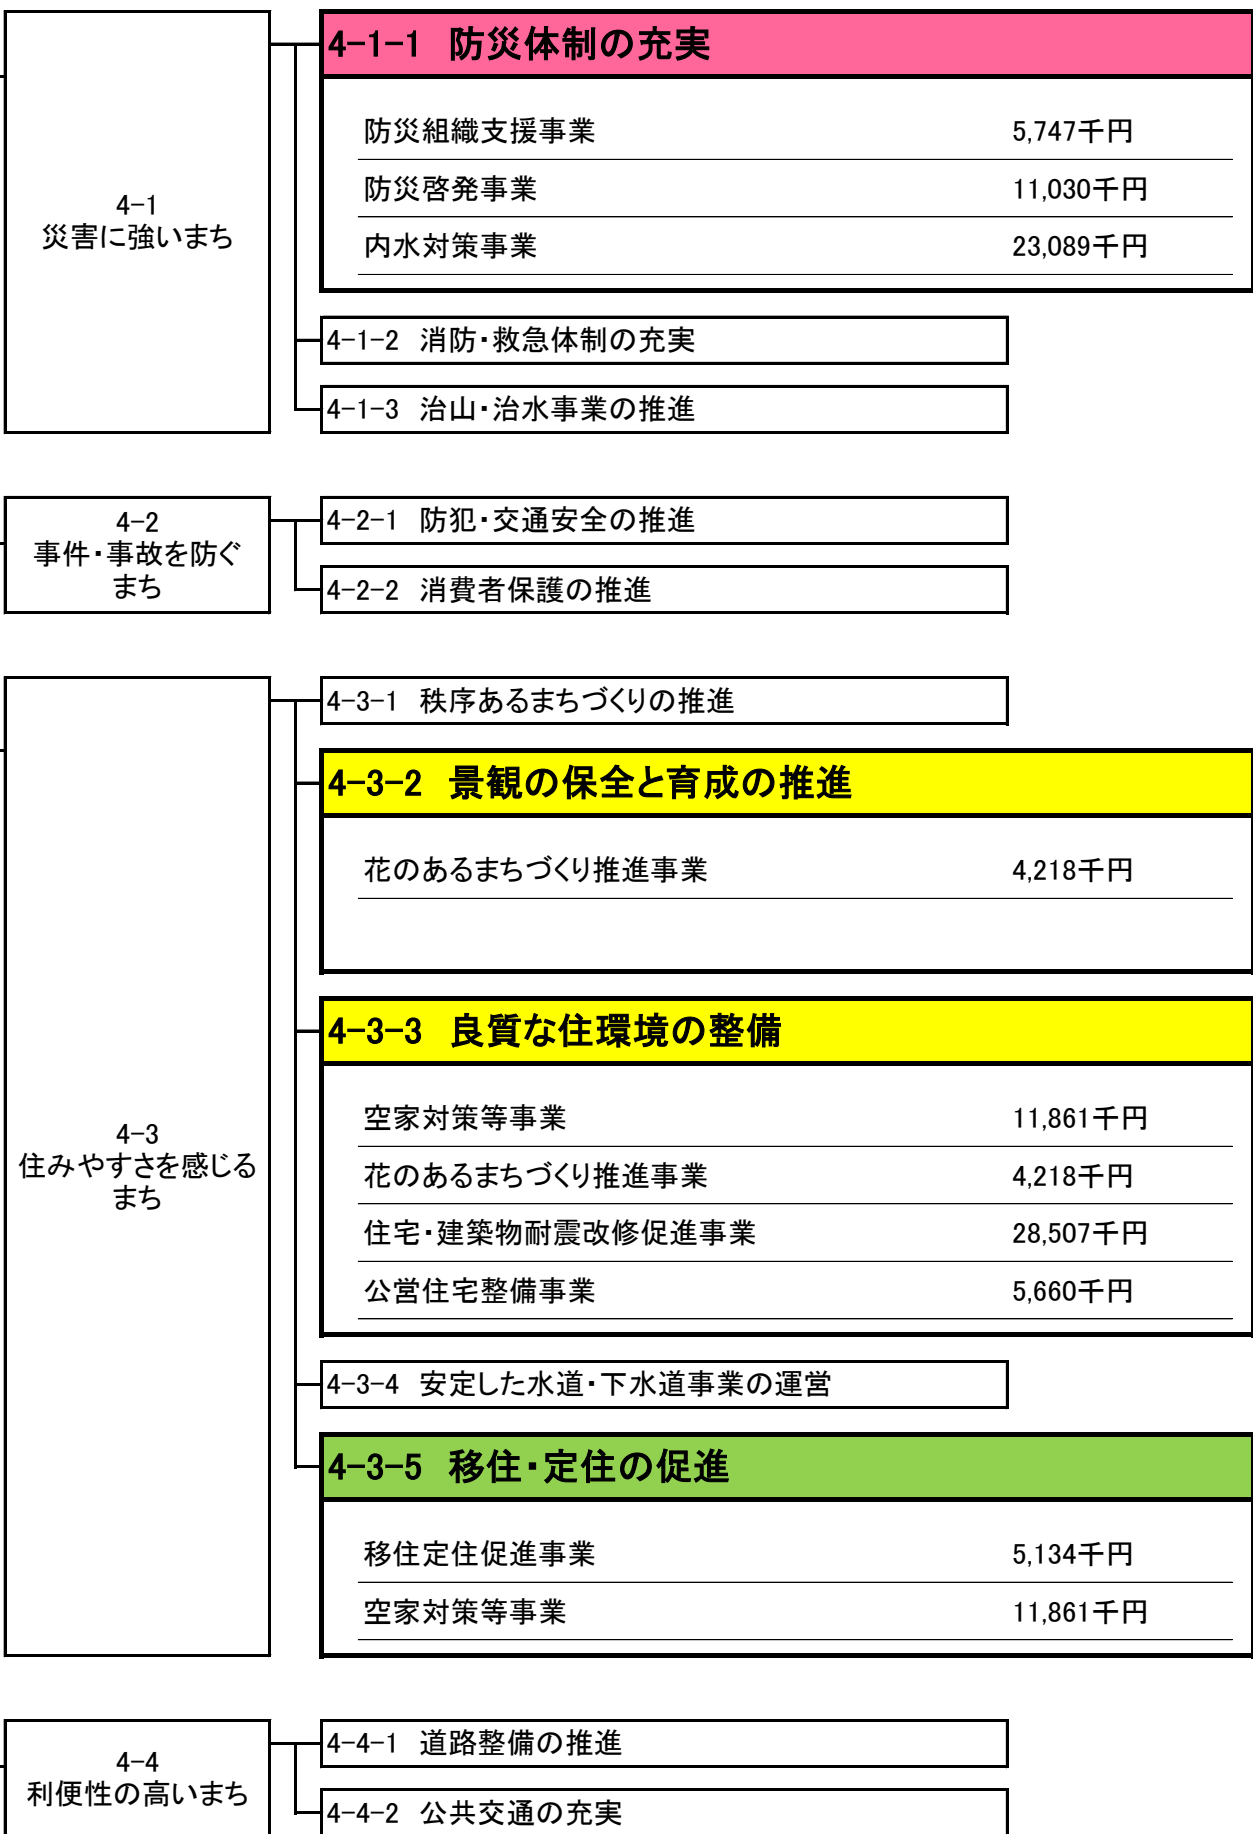 4-1
災害に強いまち
4-1-1 防災体制の充実
防災組織支援事業 5,747千円
防災啓発事業 11,030千円
内水対策事業 23,089千円
4-1-2 消防・救急体制の充実
4-1-3 治山・治水事業の推進
4-2
事件・事故を防ぐ
まち
4-2-1 防犯・交通安全の推進
4-2-2 消費者保護の推進
4-3
住みやすさを感じる
まち
4-3-1 秩序あるまちづくりの推進
4-3-2 景観の保全と育成の推進
花のあるまちづくり推進事業 4,218千円
4-3-3 良質な住環境の整備
空家対策等事業 11,861千円
花のあるまちづくり推進事業 4,218千円
住宅・建築物耐震改修促進事業 28,507千円
公営住宅整備事業 5,660千円
4-3-4 安定した水道・下水道事業の運営
4-3-5 移住・定住の促進
移住定住促進事業 5,134千円
空家対策等事業 11,861千円
4-4
利便性の高いまち
4-4-1 道路整備の推進
4-4-2 公共交通の充実